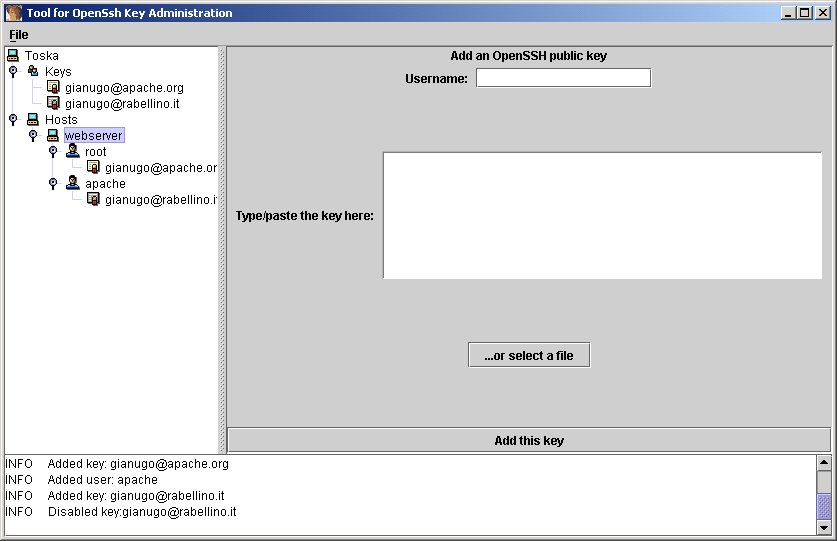 Tool for OpenSsh Key Administration
File
Toska
Keys
gianugo@apache.org
gianugo@rabellino.it
Hosts
webserver
root
gianugo@apache.or
apache
gianugo@rabellino.i
Add an OpenSSH public key
Username:
Type/paste the key here:
...or select a file
Add this key
INFO Added key: gianugo@apache.org
INFO Added user: apache
INFO Added key: gianugo@rabellino.it
INFO Disabled key:gianugo@rabellino.it